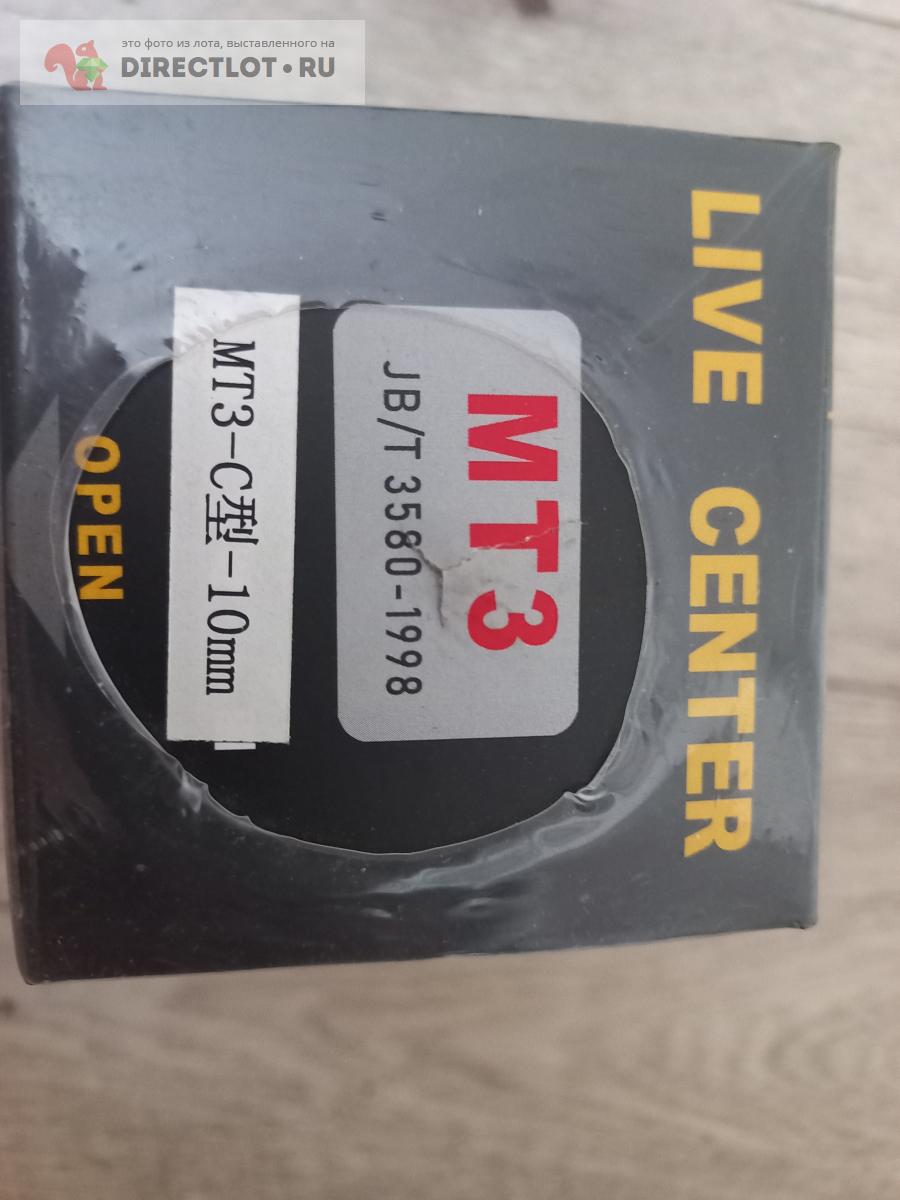 это фото из лота, выставленного на
DIRECTLOT•RU
LIVE CENTER
MT3
JB/T 3580-1998
MT3-C型-10mm
OPEN